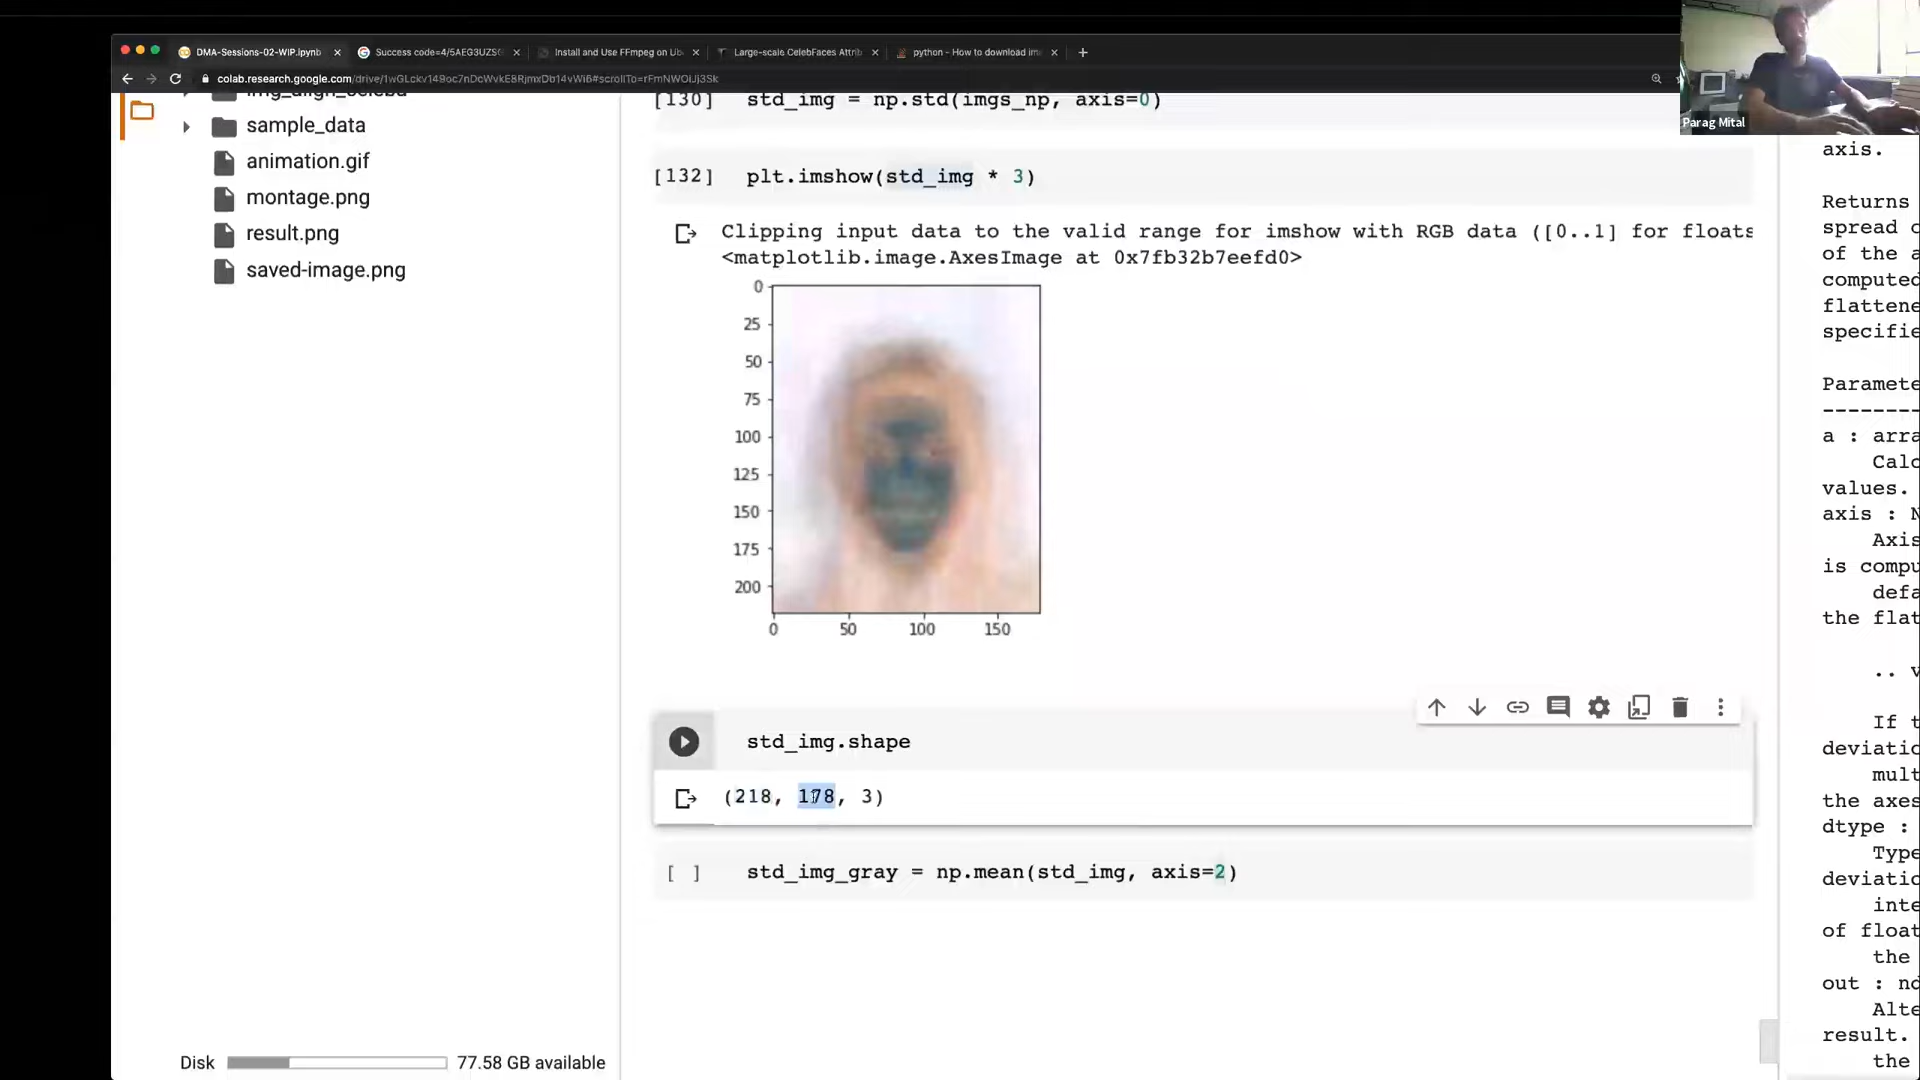 DMA-Sessions-02-WIP.ipynb
Success code=4/5AEG3UZS
Install and Use FFmpeg on Ub
Large-scale CelebFaces Attrib
python - How to download im
colab.research.google.com
Parag Mital
sample_data
animation.gif
montage.png
result.png
saved-image.png
Disk
77.58 GB available
[130] std_img = np.std(imgs_np, axis=0)
[132] plt.imshow(std_img * 3)
Clipping input data to the valid range for imshow with RGB data ([0..1] for floats
<matplotlib.image.AxesImage at 0x7fb32b7eefd0>
0
25
50
75
100
125
150
175
200
0 50 100 150
std_img.shape
(218, 178, 3)
[ ] std_img_gray = np.mean(std_img, axis=2)
axis.
Returns
spread
of the a
computed
flattene
specifie
Paramete
--------
a : arra
Calc
values.
axis : N
Axis
is compu
defa
the flat
.. v
If t
deviatio
mult
the axes
dtype :
Type
deviatio
inte
of float
the
out : nd
Alte
result.
the